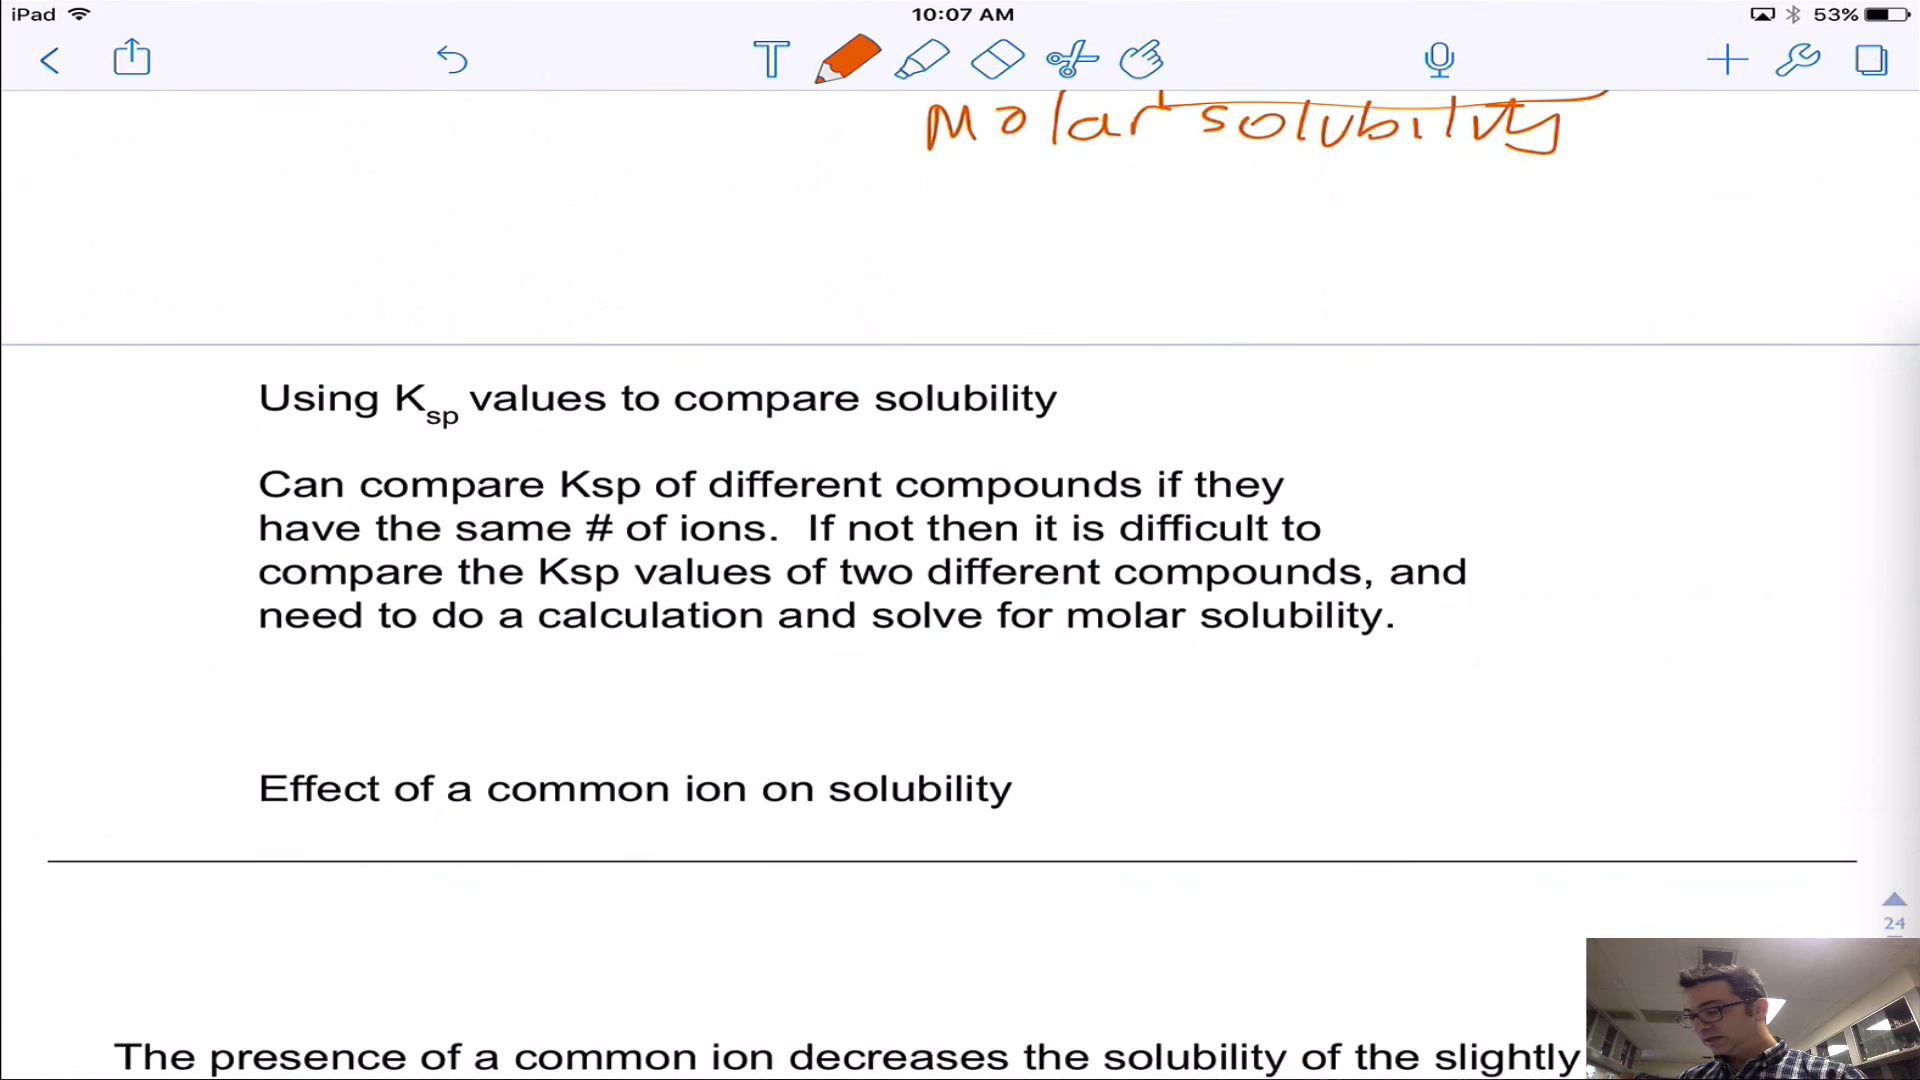 iPad 10:07 AM 53%
T
Molar solubility
Using Ksp values to compare solubility
Can compare Ksp of different compounds if they
have the same # of ions. If not then it is difficult to
compare the Ksp values of two different compounds, and
need to do a calculation and solve for molar solubility.
Effect of a common ion on solubility
24
The presence of a common ion decreases the solubility of the slightly